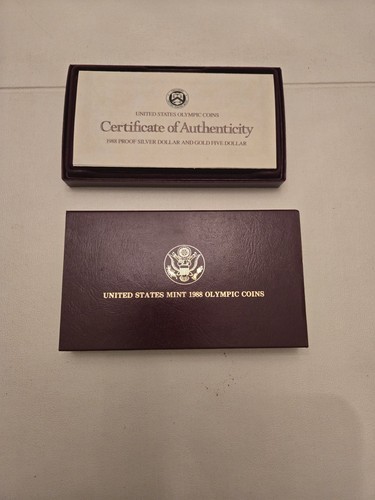 UNITED STATES OLYMPIC COINS
Certificate of Authenticity
1988 PROOF SILVER DOLLAR AND GOLD FIVE DOLLAR
UNITED STATES MINT 1988 OLYMPIC COINS